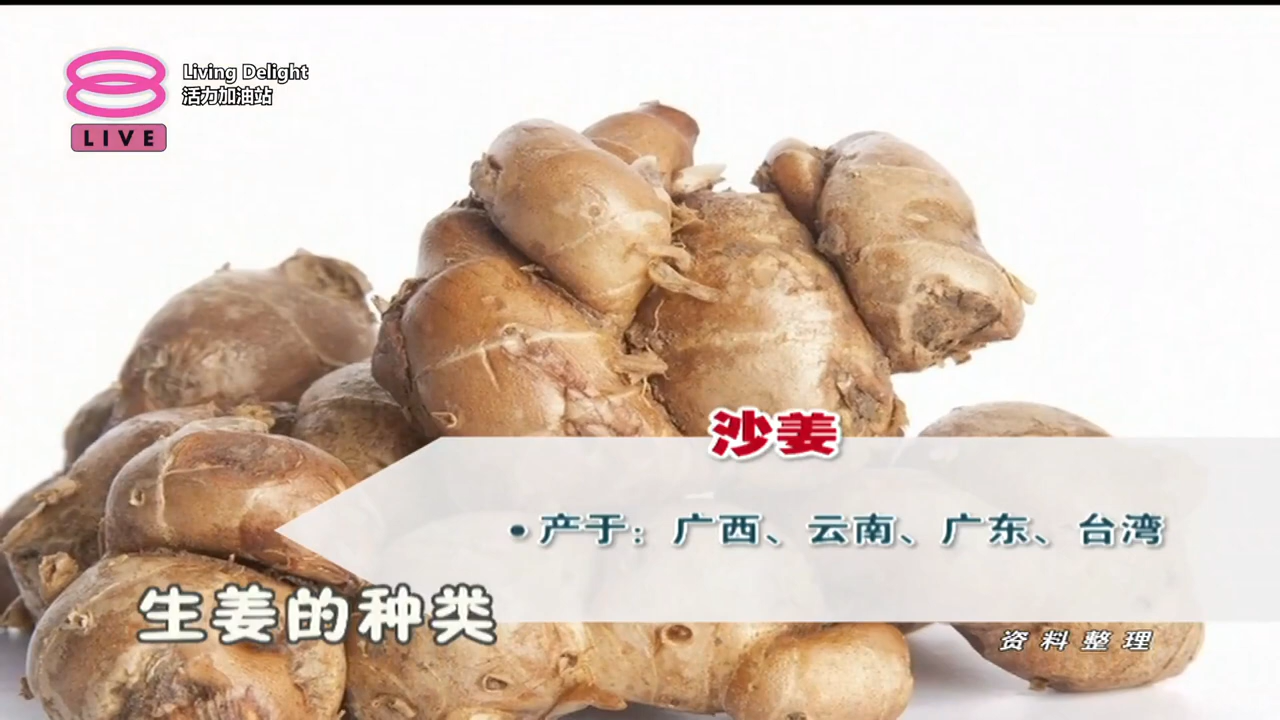 Living Delight
活力加油站
LIVE
沙姜
•产于：广西、云南、广东、台湾
生姜的种类
资料整理